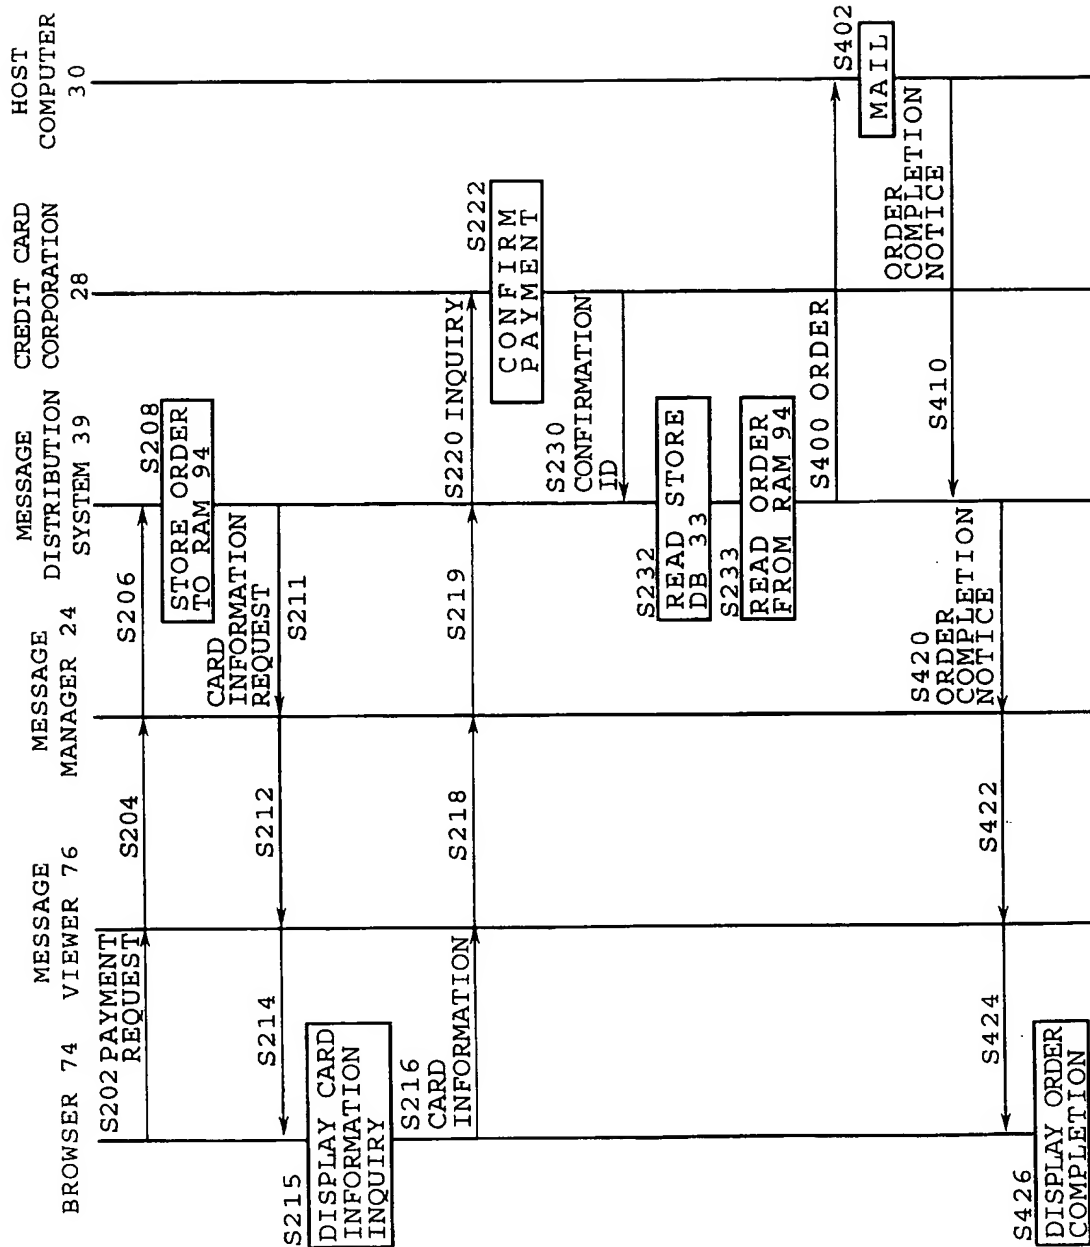 BROWSER 74
MESSAGE
VIEWER 76
MESSAGE
MANAGER 24
MESSAGE
DISTRIBUTION
SYSTEM 39
CREDIT CARD
CORPORATION
28
HOST
COMPUTER
30
S202 PAYMENT
REQUEST
S204
S206
S208
STORE ORDER
TO RAM 94
CARD
INFORMATION
REQUEST
S211
S212
S214
S215
DISPLAY CARD
INFORMATION
INQUIRY
S216
CARD
INFORMATION
S218
S219
S220 INQUIRY
S222
CONFIRM
PAYMENT
S230
CONFIRMATION
ID
S232
READ STORE
DB 33
S233
READ ORDER
FROM RAM 94
S400 ORDER
S402
MAIL
ORDER
COMPLETION
NOTICE
S410
S420
ORDER
COMPLETION
NOTICE
S422
S424
S426
DISPLAY ORDER
COMPLETION